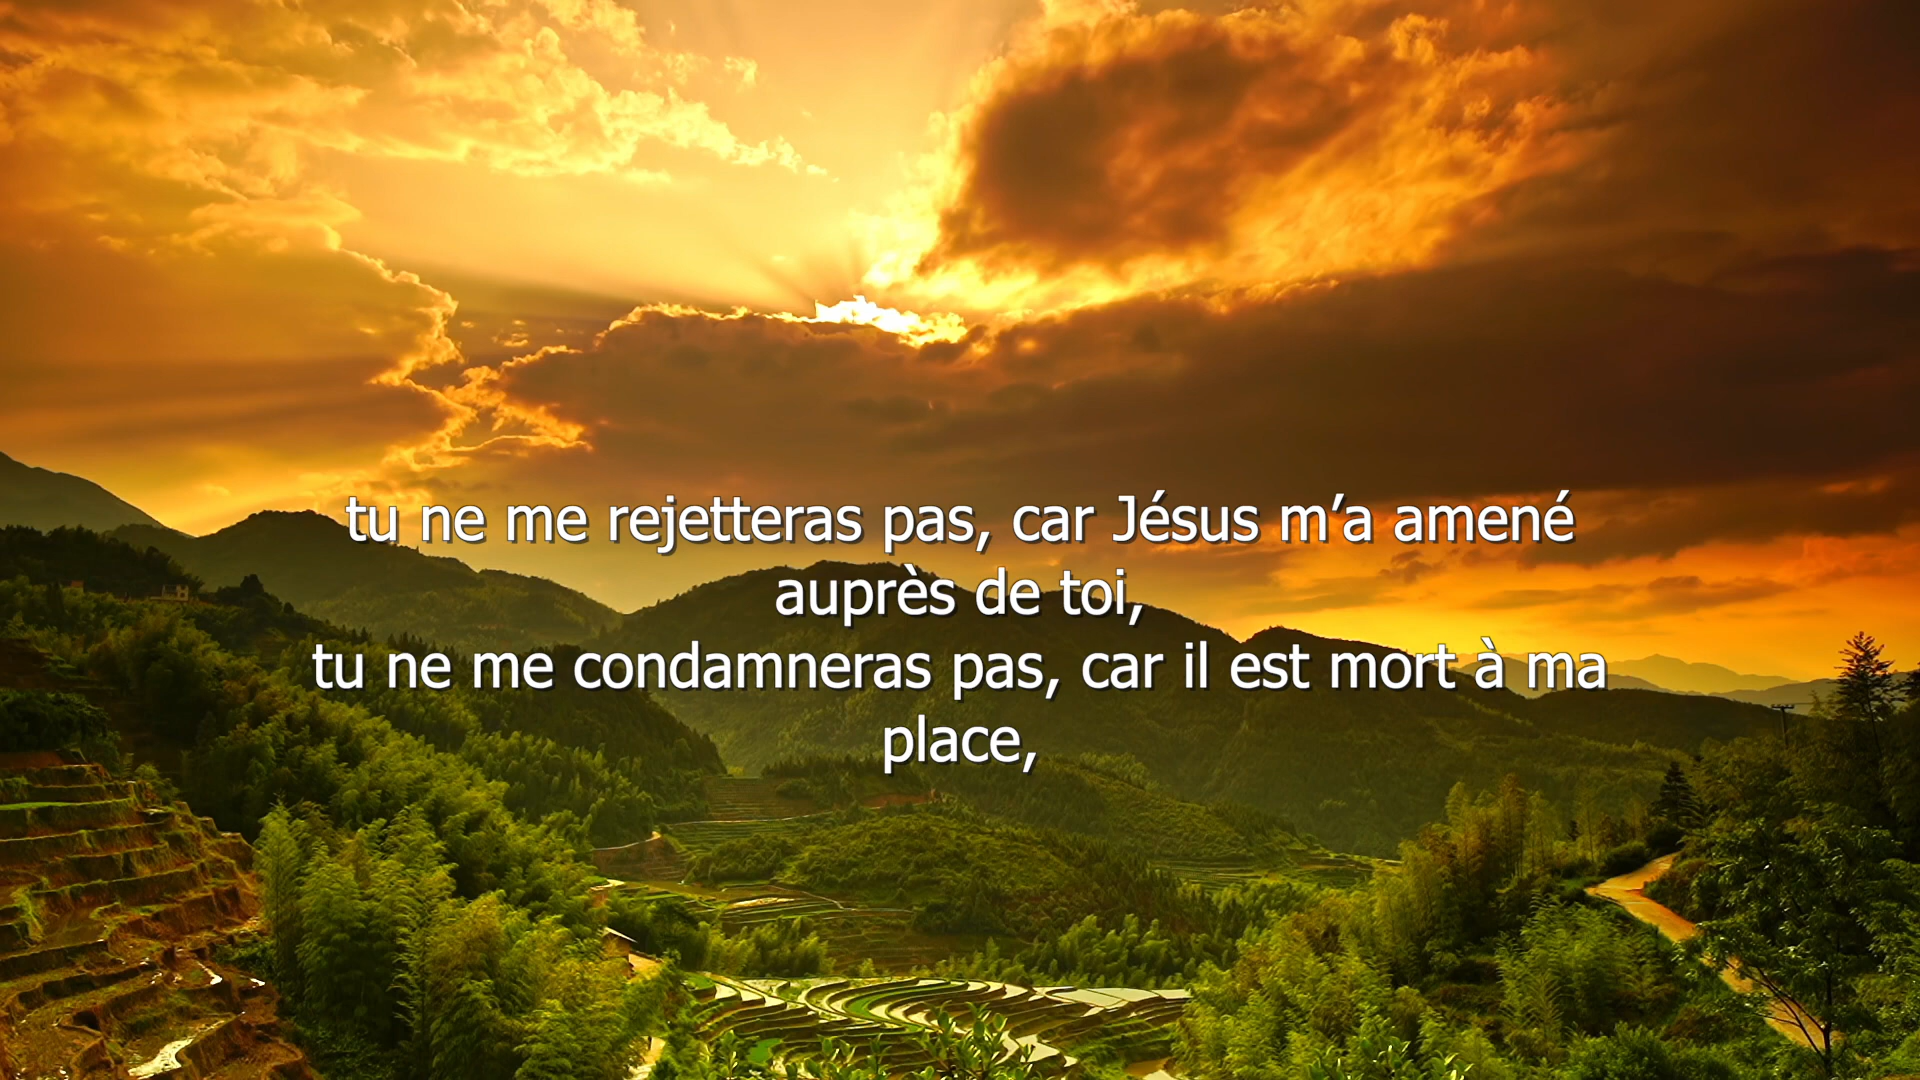 tu ne me rejetteras pas, car Jésus m’a amené
auprès de toi,
tu ne me condamneras pas, car il est mort à ma
place,